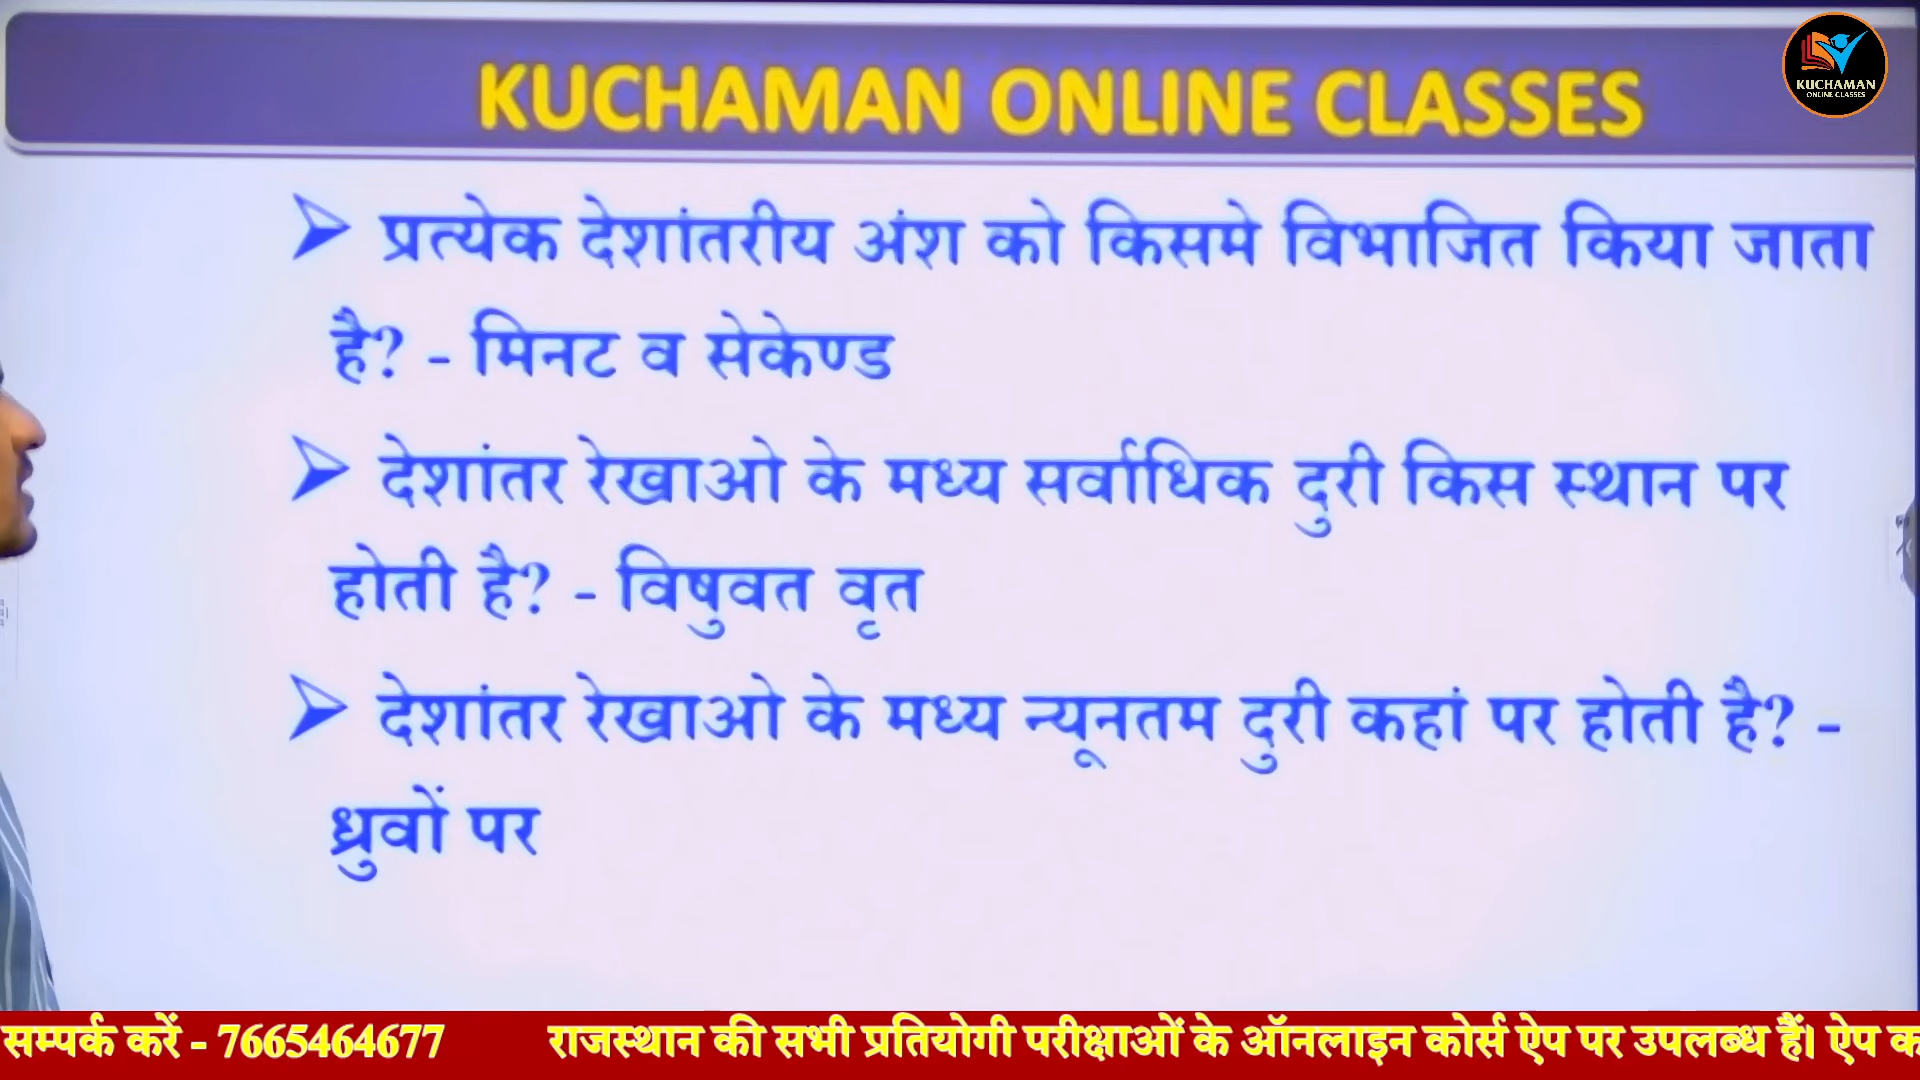 KUCHAMAN ONLINE CLASSES
KUCHAMAN
ONLINE CLASSES
➢ प्रत्येक देशांतरीय अंश को किसमे विभाजित किया जाता
है? - मिनट व सेकेण्ड
➢ देशांतर रेखाओ के मध्य सर्वाधिक दुरी किस स्थान पर
होती है? - विषुवत वृत
➢ देशांतर रेखाओ के मध्य न्यूनतम दुरी कहां पर होती है? -
ध्रुवों पर
सम्पर्क करें - 7665464677 राजस्थान की सभी प्रतियोगी परीक्षाओं के ऑनलाइन कोर्स ऐप पर उपलब्ध हैं। ऐप क